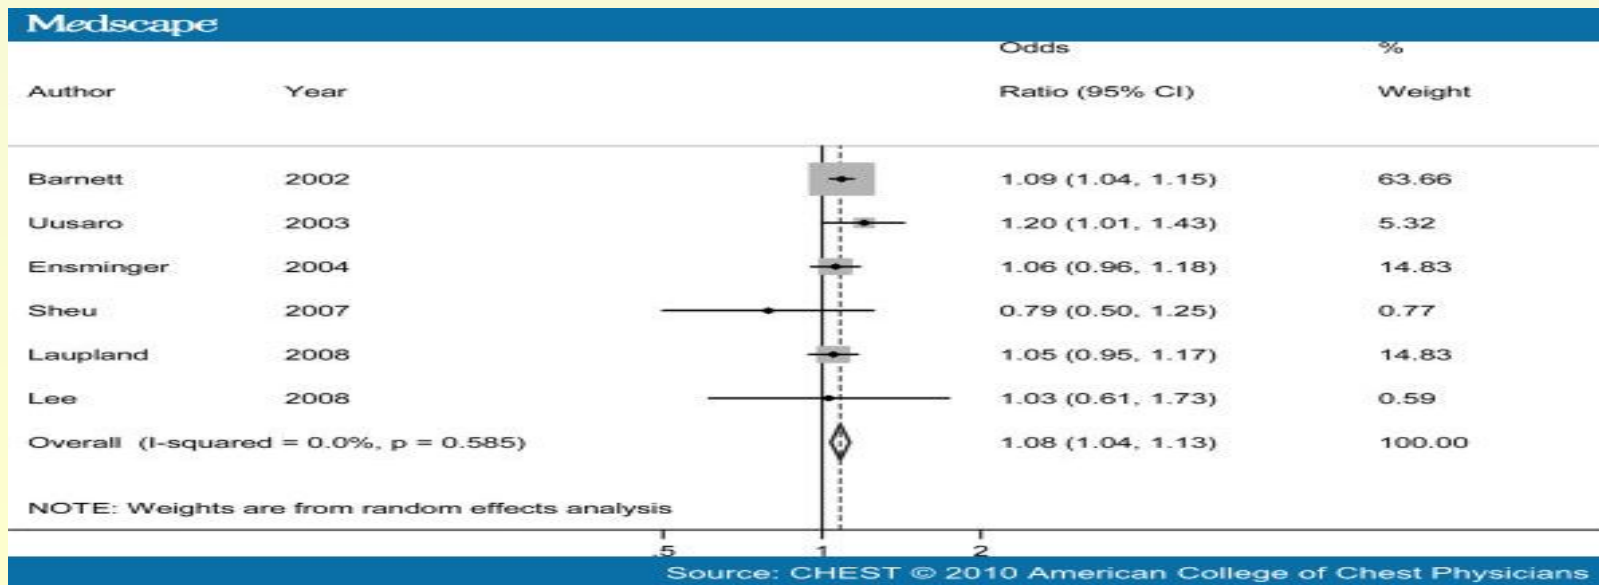 Medscape
Odds %
Author Year Ratio (95% CI) Weight
Barnett 2002 1.09 (1.04, 1.15) 63.66
Uusaro 2003 1.20 (1.01, 1.43) 5.32
Ensminger 2004 1.06 (0.96, 1.18) 14.83
Sheu 2007 0.79 (0.50, 1.25) 0.77
Laupland 2008 1.05 (0.95, 1.17) 14.83
Lee 2008 1.03 (0.61, 1.73) 0.59
Overall (I-squared = 0.0%, p = 0.585) 1.08 (1.04, 1.13) 100.00
NOTE: Weights are from random effects analysis
.5 1 2
Source: CHEST © 2010 American College of Chest Physicians